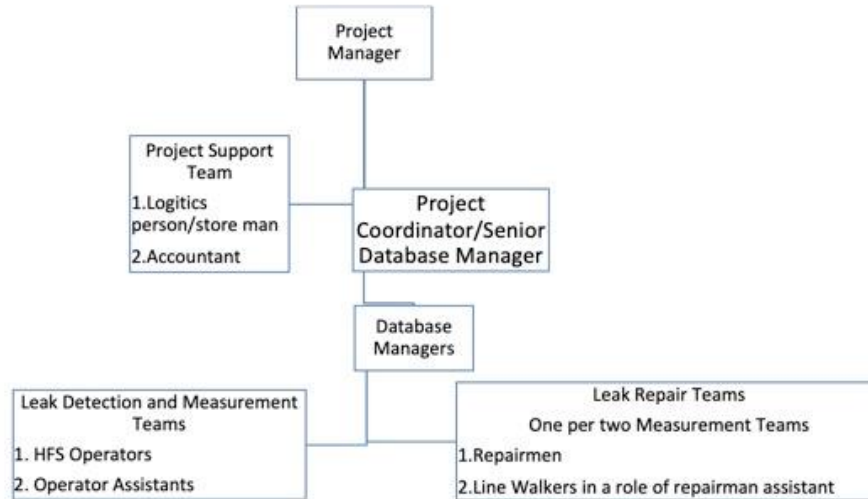 Project
Manager
Project Support
Team
1.Logitics
person/store man
2.Accountant
Project
Coordinator/Senior
Database Manager
Database
Managers
Leak Detection and Measurement
Teams
1. HFS Operators
2. Operator Assistants
Leak Repair Teams
One per two Measurement Teams
1.Repairmen
2.Line Walkers in a role of repairman assistant